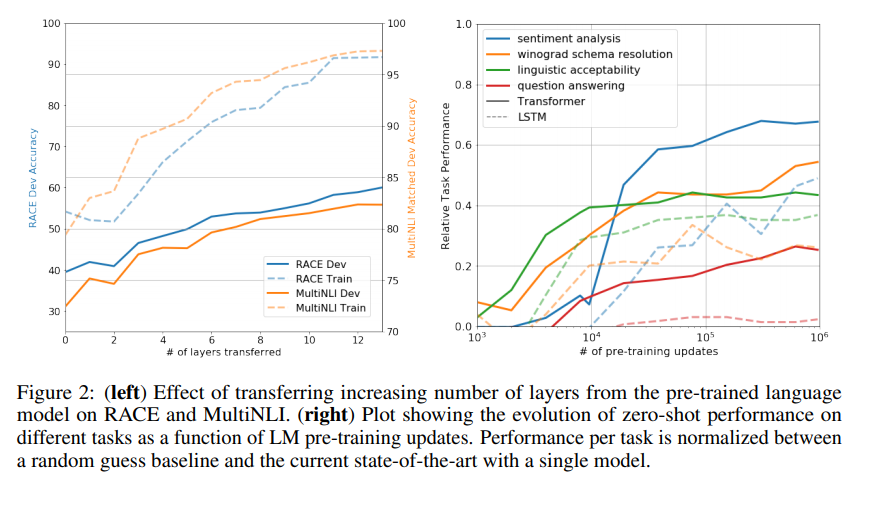 100
90
80
70
60
50
40
30
RACE Dev Accuracy
0
2
4
6
8
10
12
# of layers transferred
100
95
90
85
80
75
70
MultiNLI Matched Dev Accuracy
RACE Dev
RACE Train
MultiNLI Dev
MultiNLI Train
1.0
0.8
0.6
0.4
0.2
0.0
Relative Task Performance
sentiment analysis
winograd schema resolution
linguistic acceptability
question answering
Transformer
LSTM
10³
10⁴
10⁵
10⁶
# of pre-training updates
Figure 2: (left) Effect of transferring increasing number of layers from the pre-trained language
model on RACE and MultiNLI. (right) Plot showing the evolution of zero-shot performance on
different tasks as a function of LM pre-training updates. Performance per task is normalized between
a random guess baseline and the current state-of-the-art with a single model.